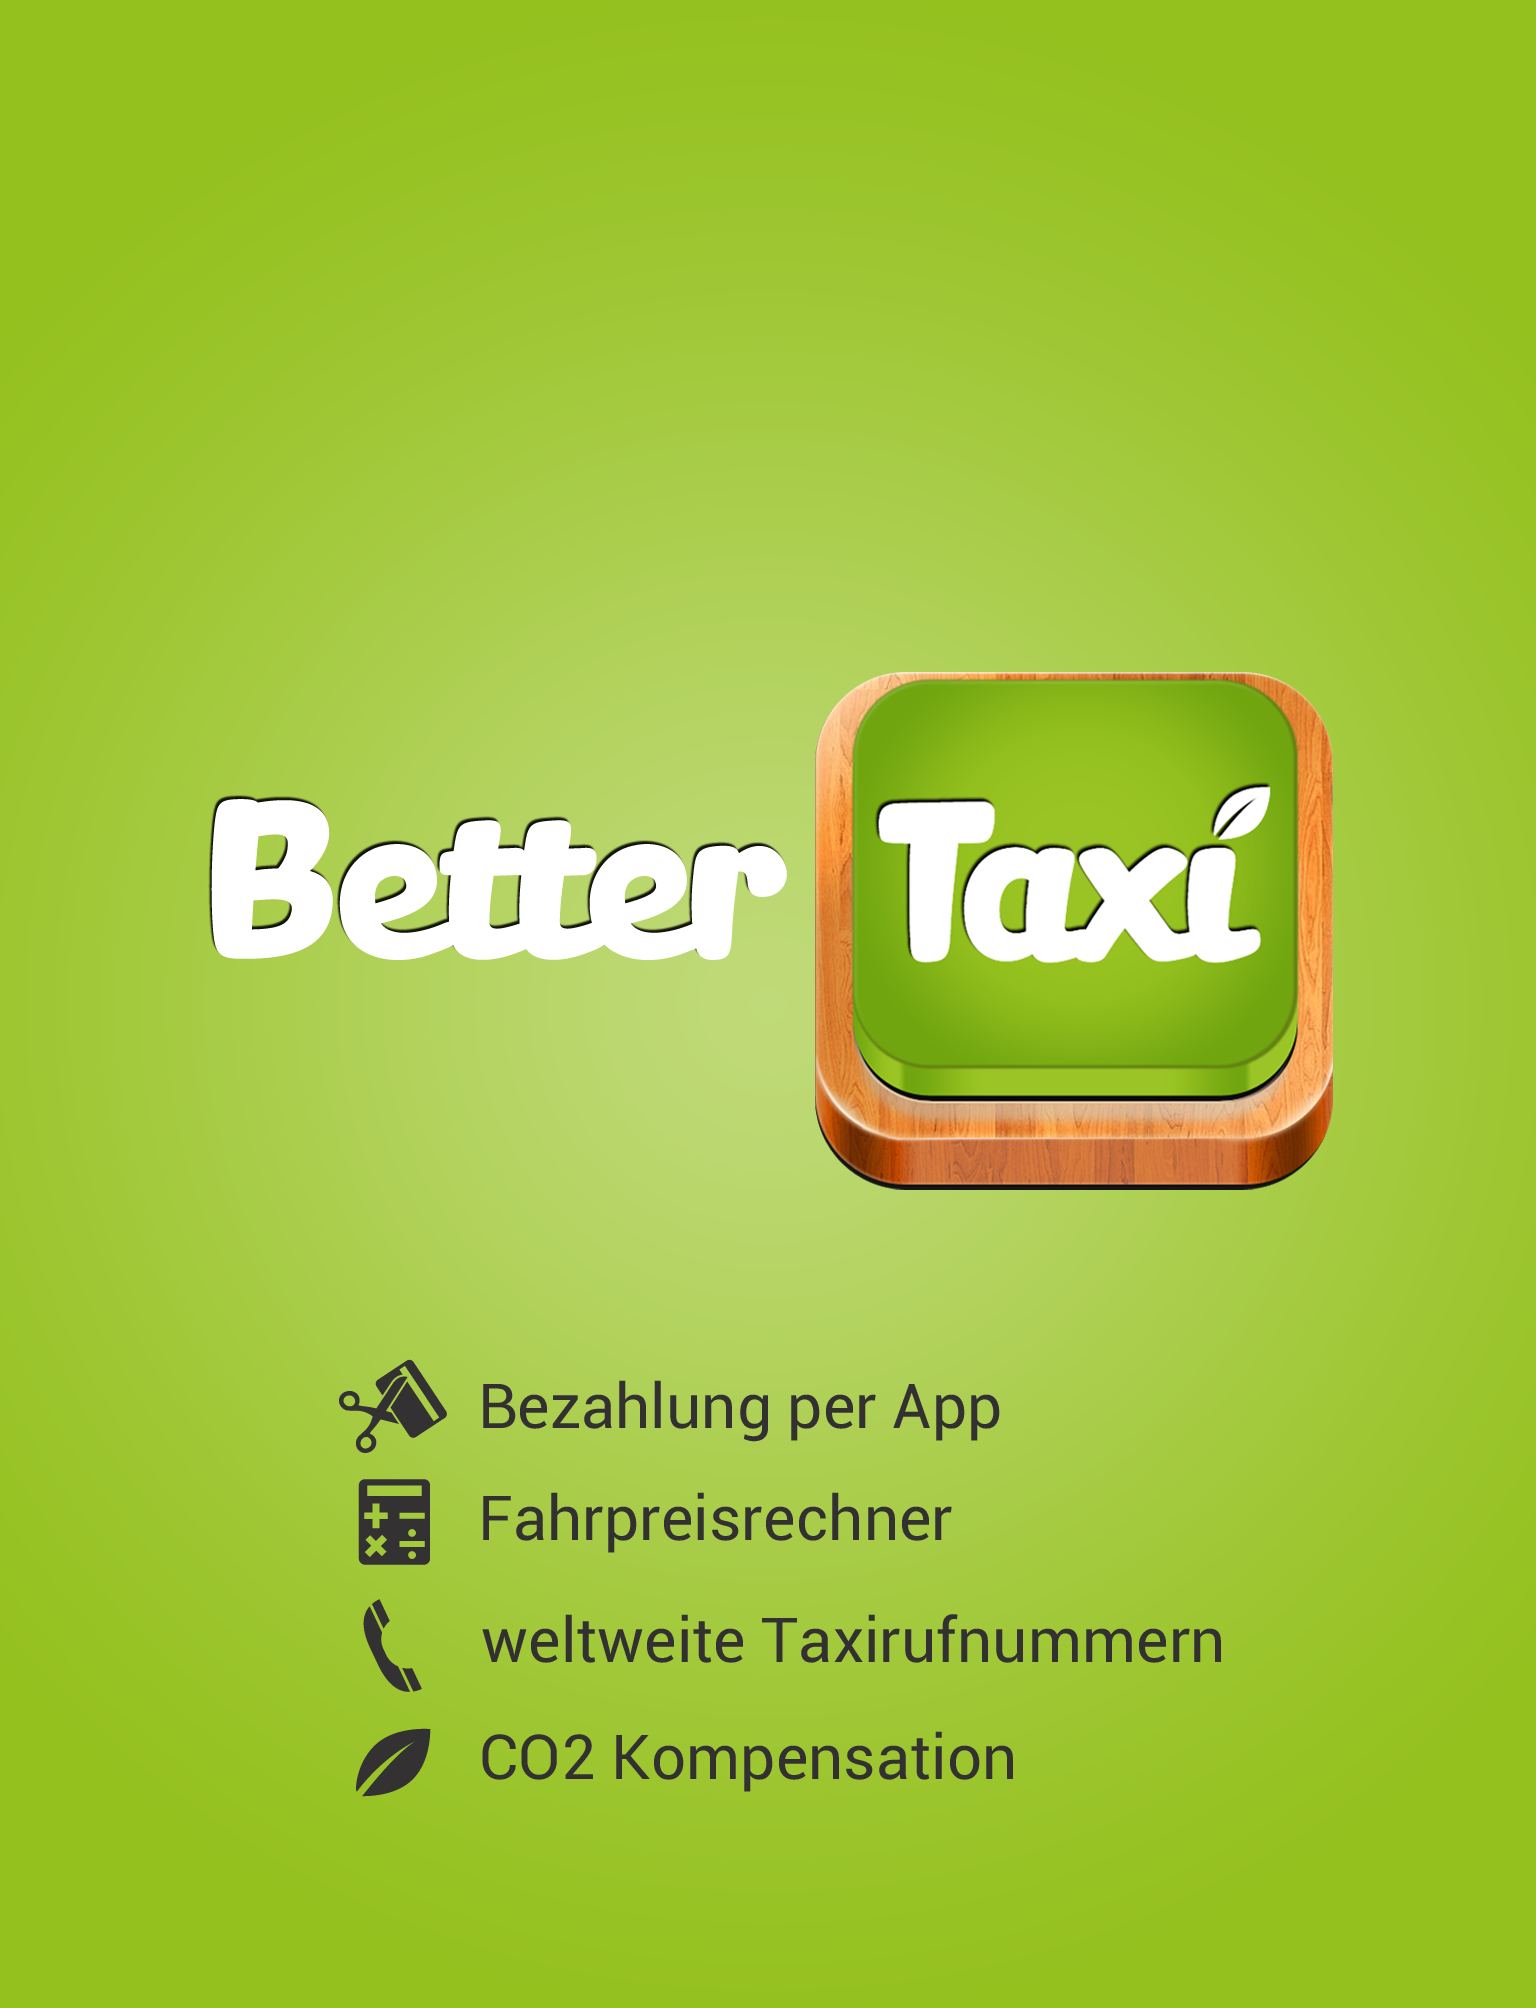 Better Taxi
Bezahlung per App
Fahrpreisrechner
weltweite Taxirufnummern
CO2 Kompensation